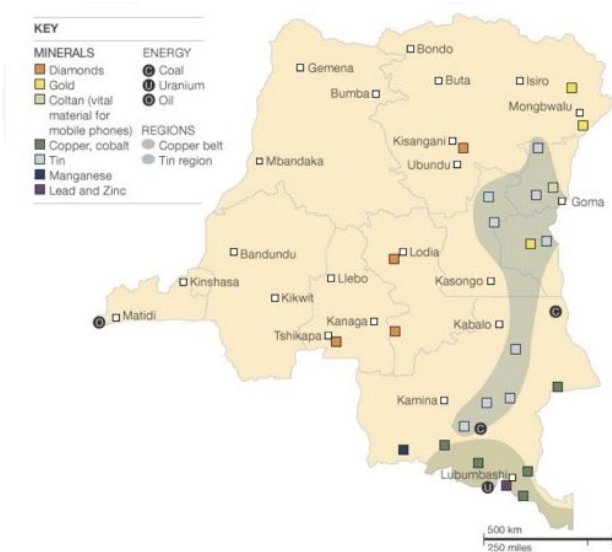 KEY
MINERALS
Diamonds
Gold
Coltan (vital
material for
mobile phones)
Copper, cobalt
Tin
Manganese
Lead and Zinc
ENERGY
C Coal
U Uranium
O Oil
REGIONS
Copper belt
Tin region
Bondo
Gemena
Buta
Isiro
Bumba
Mongbwalu
Kisangani
Mbandaka
Ubundu
Goma
Bandundu
Lodia
Kinshasa
Llebo
Kasongo
Kikwit
C
O
Matidi
Kanaga
Kabalo
Tshikapa
Kamina
C
Lubumbashi
U
500 km
250 miles